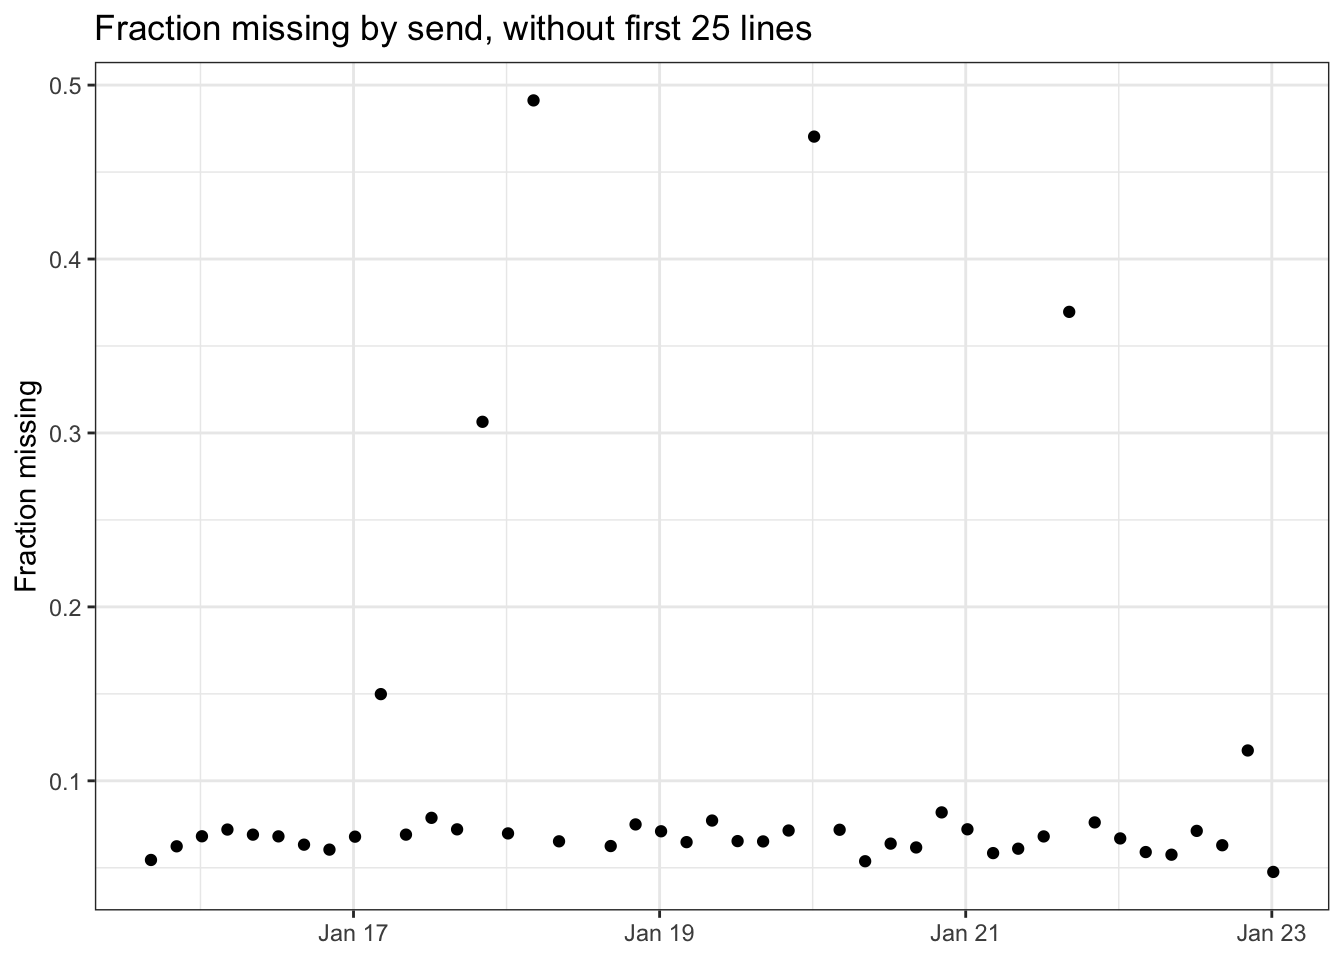 Fraction missing by send, without first 25 lines
Fraction missing
0.5
0.4
0.3
0.2
0.1
Jan 17
Jan 19
Jan 21
Jan 23